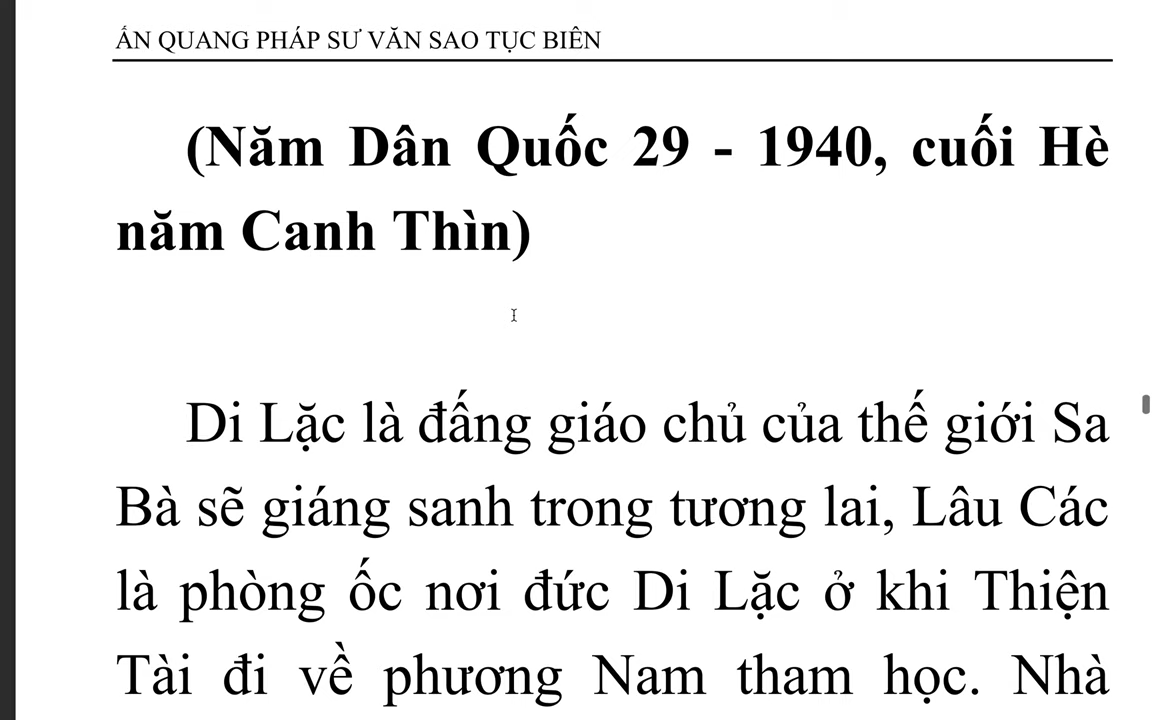 ẤN QUANG PHÁP SƯ VĂN SAO TỤC BIÊN
(Năm Dân Quốc 29 - 1940, cuối Hè
năm Canh Thìn)
Di Lặc là đấng giáo chủ của thế giới Sa
Bà sẽ giáng sanh trong tương lai, Lâu Các
là phòng ốc nơi đức Di Lặc ở khi Thiện
Tài đi về phương Nam tham học. Nhà